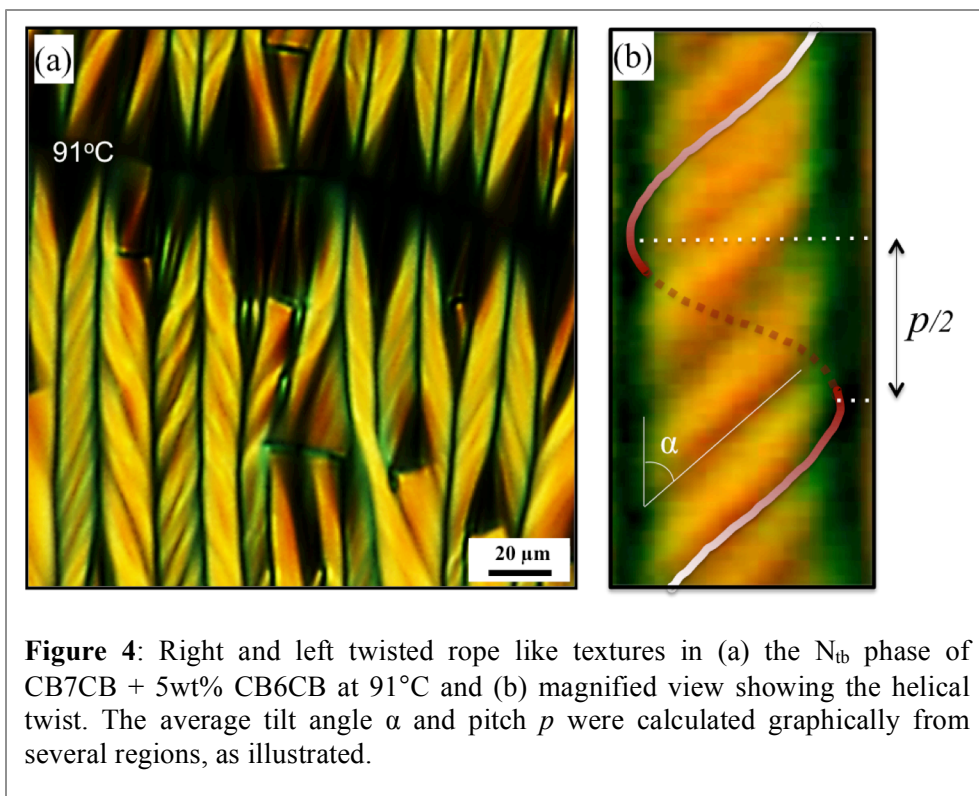 (a)
91°C
20 µm
(b)
p/2
α
Figure 4: Right and left twisted rope like textures in (a) the Ntb phase of
CB7CB + 5wt% CB6CB at 91°C and (b) magnified view showing the helical
twist. The average tilt angle α and pitch p were calculated graphically from
several regions, as illustrated.